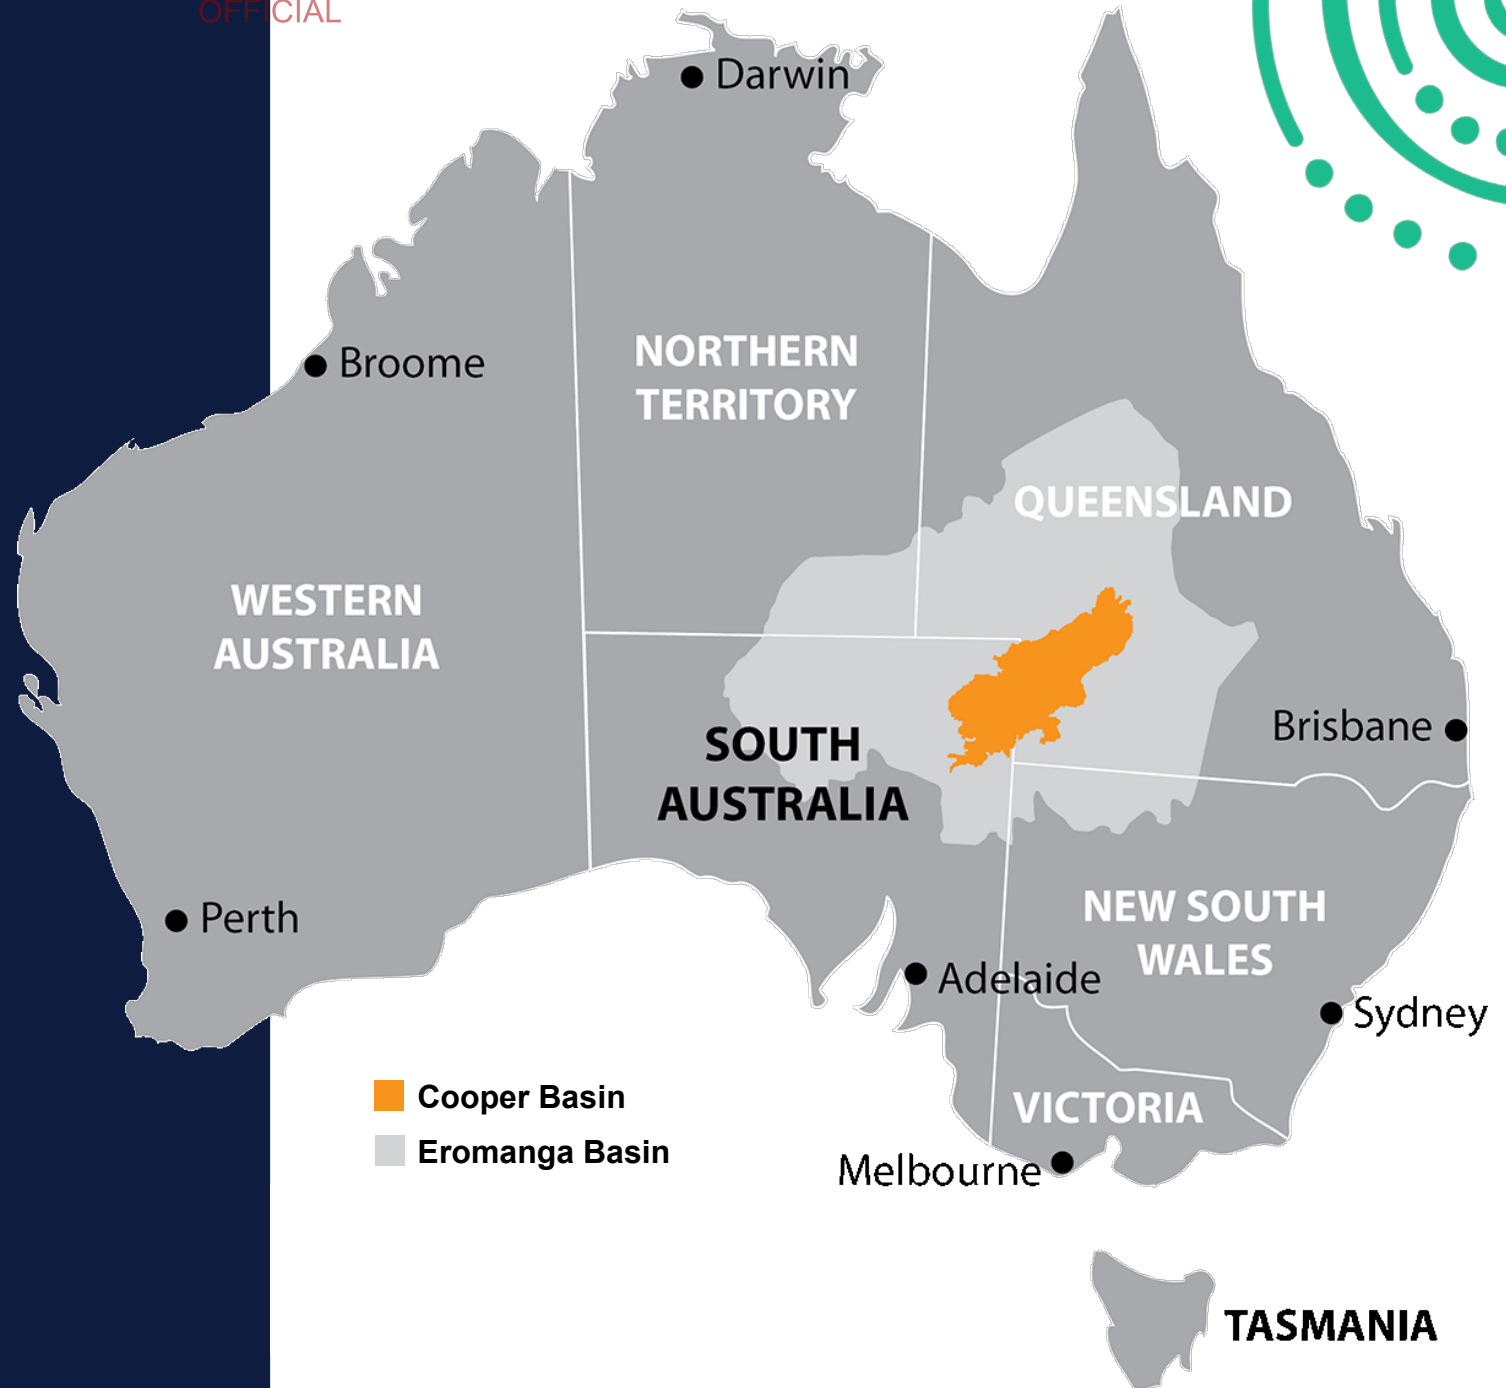 OFFICIAL
Darwin
Broome
NORTHERN
TERRITORY
QUEENSLAND
WESTERN
AUSTRALIA
SOUTH
AUSTRALIA
Brisbane
Perth
NEW SOUTH
WALES
Adelaide
Sydney
Cooper Basin
VICTORIA
Eromanga Basin
Melbourne
TASMANIA